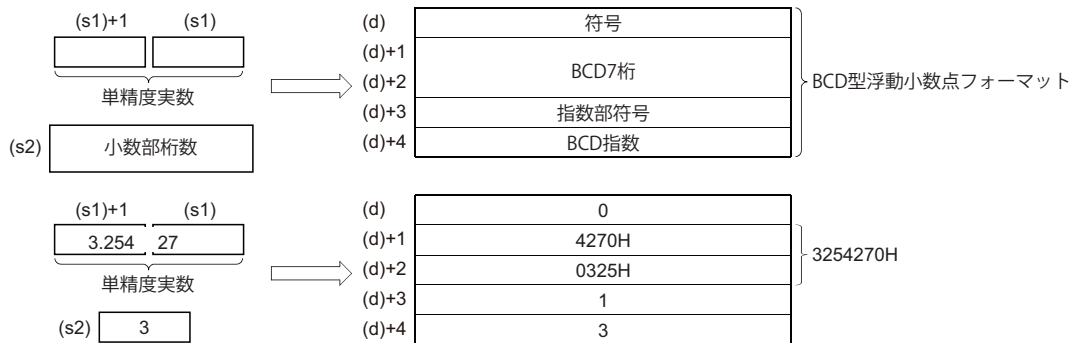 (s1)+1 (s1)
単精度実数
(s2) 小数部桁数
(d) 符号
(d)+1
(d)+2 BCD7桁
(d)+3 指数部符号
(d)+4 BCD指数
BCD型浮動小数点フォーマット
(s1)+1 (s1)
3.254 27
単精度実数
(s2) 3
(d) 0
(d)+1 4270H
(d)+2 0325H
(d)+3 1
(d)+4 3
3254270H